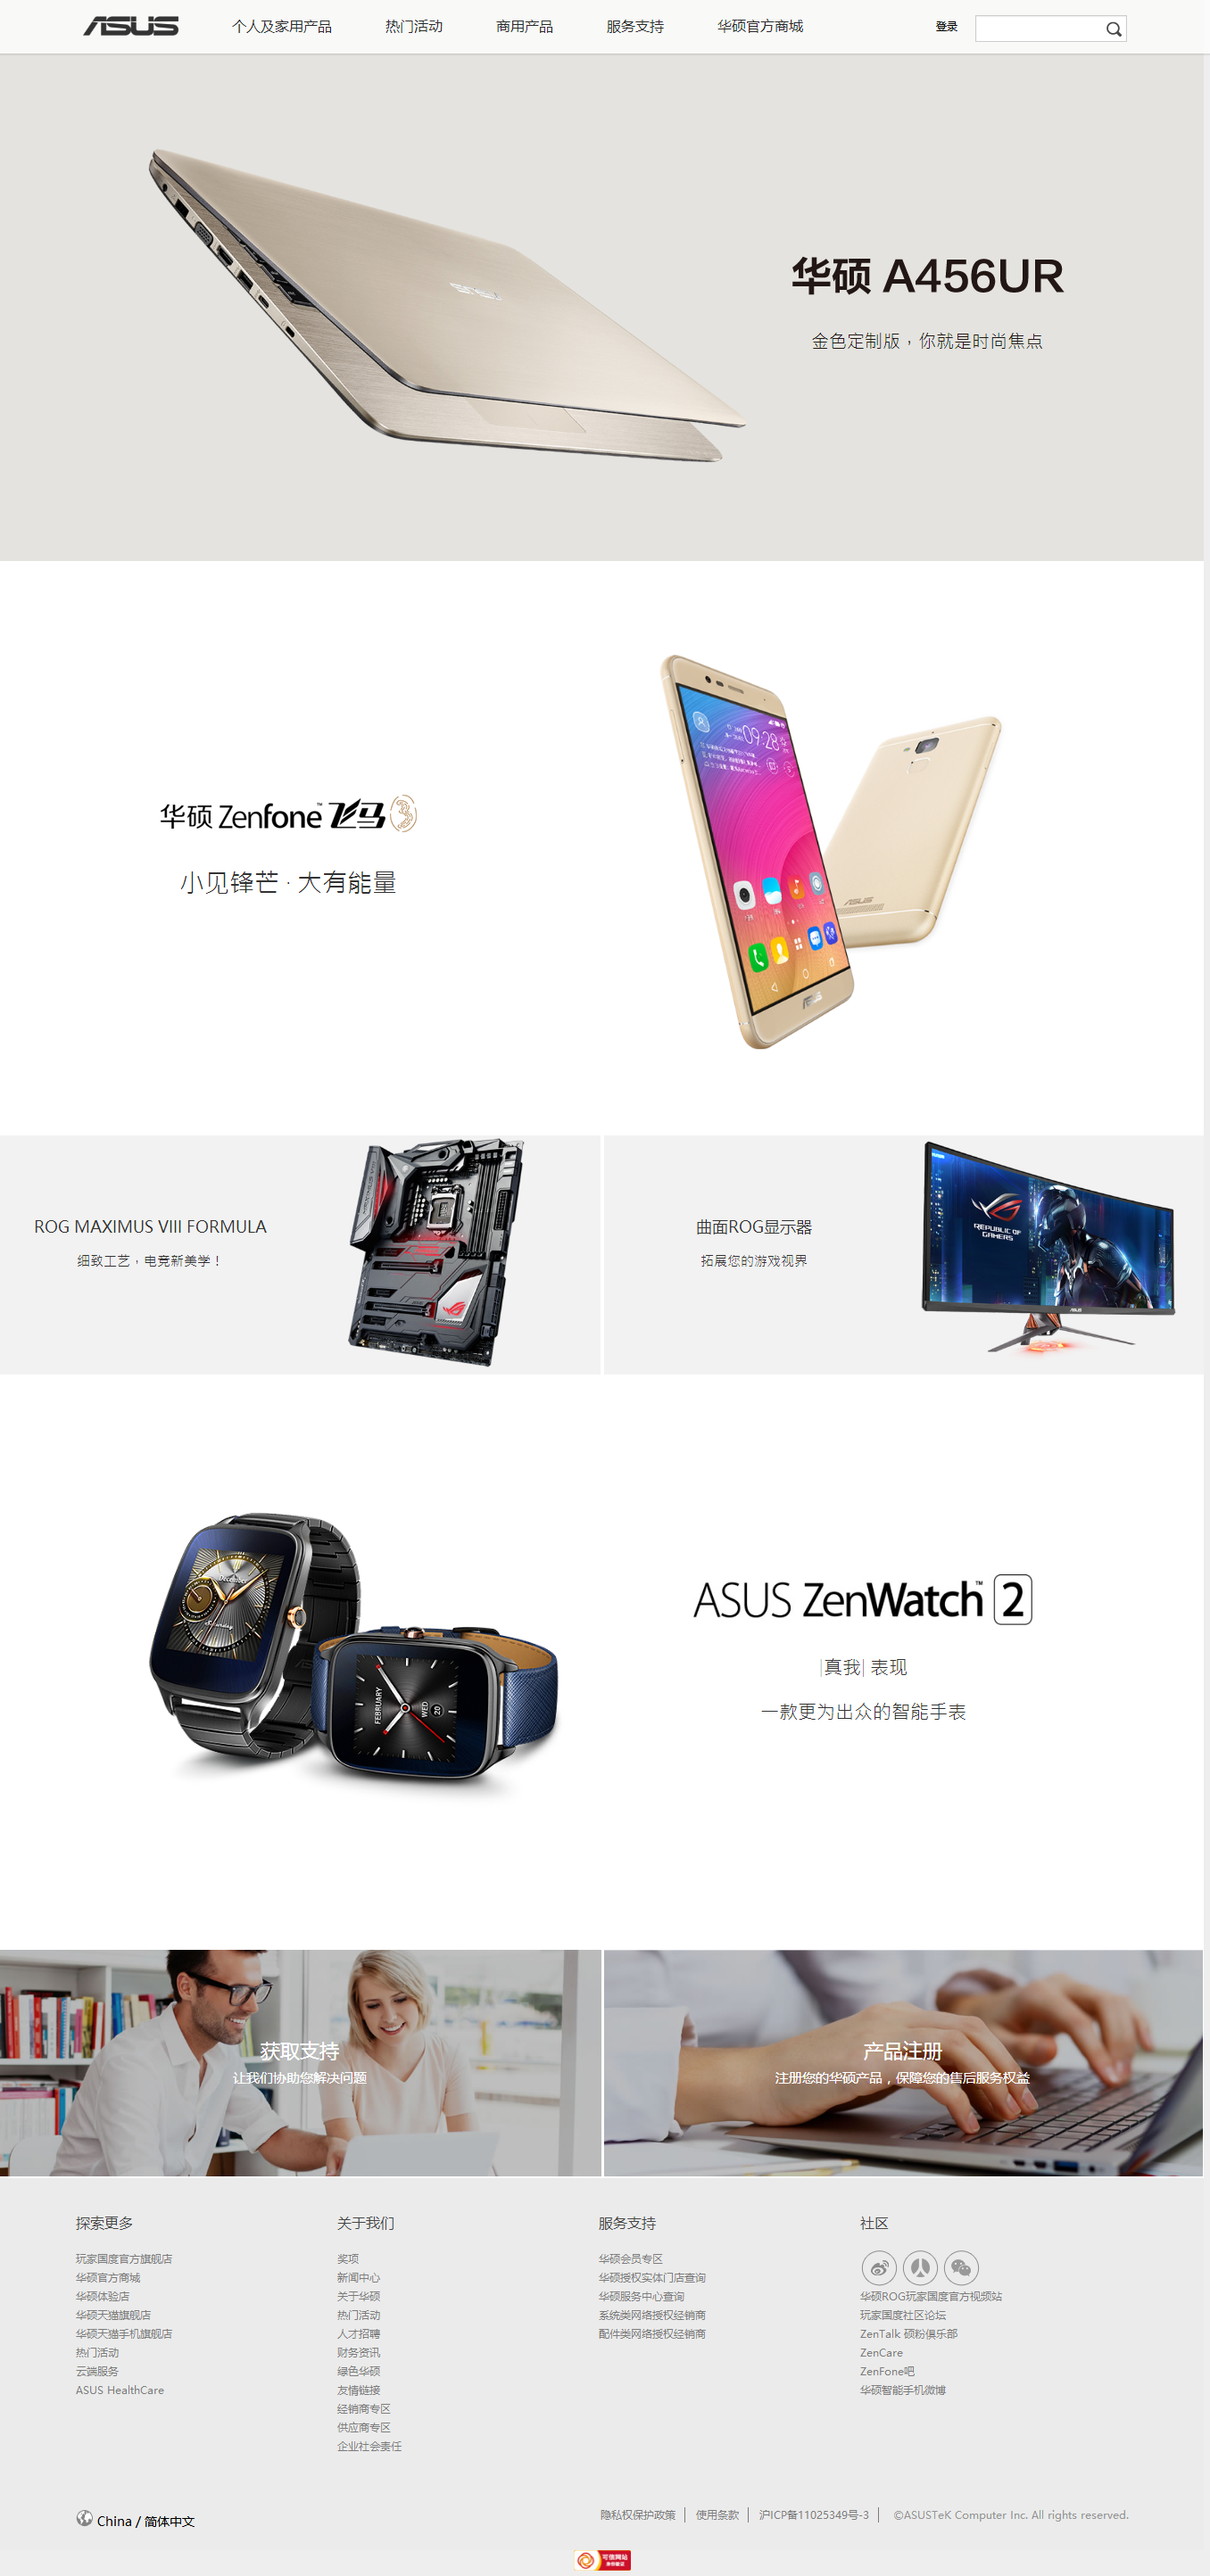 ASUS
个人及家用产品 热门活动 商用产品 服务支持 华硕官方商城 登录
华硕 A456UR
金色定制版，你就是时尚焦点
09:28
华硕 Zenfone™ 飞马 3
小见锋芒 · 大有能量
ASUS
ASUS
ROG MAXIMUS VIII FORMULA
细致工艺，电竞新美学！
曲面ROG显示器
拓展您的游戏视界
REPUBLIC OF
GAMERS
ASUS
ASUS ZenWatch™ 2
|真我| 表现
一款更为出众的智能手表
FEBRUARY
WED
20
获取支持
让我们协助您解决问题
产品注册
注册您的华硕产品，保障您的售后服务权益
探索更多
玩家国度官方旗舰店
华硕官方商城
华硕体验店
华硕天猫旗舰店
华硕天猫手机旗舰店
热门活动
云端服务
ASUS HealthCare
关于我们
奖项
新闻中心
关于华硕
热门活动
人才招聘
财务资讯
绿色华硕
友情链接
经销商专区
供应商专区
企业社会责任
服务支持
华硕会员专区
华硕授权实体门店查询
华硕服务中心查询
系统类网络授权经销商
配件类网络授权经销商
社区
华硕ROG玩家国度官方视频站
玩家国度社区论坛
ZenTalk 硕粉俱乐部
ZenCare
ZenFone吧
华硕智能手机微博
China / 简体中文
隐私权保护政策 | 使用条款 | 沪ICP备11025349号-3 | ©ASUSTeK Computer Inc. All rights reserved.
可信网站